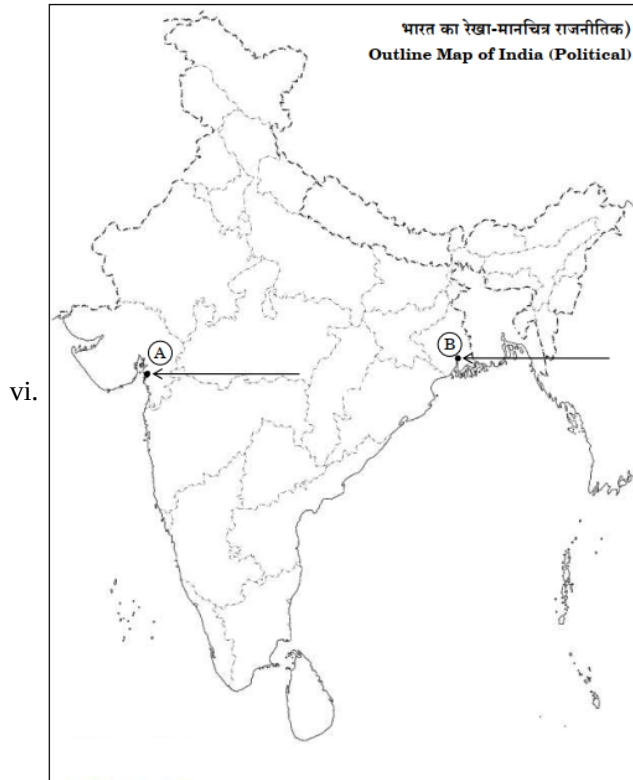 भारत का रेखा-मानचित्र राजनीतिक)
Outline Map of India (Political)
A
B
vi.